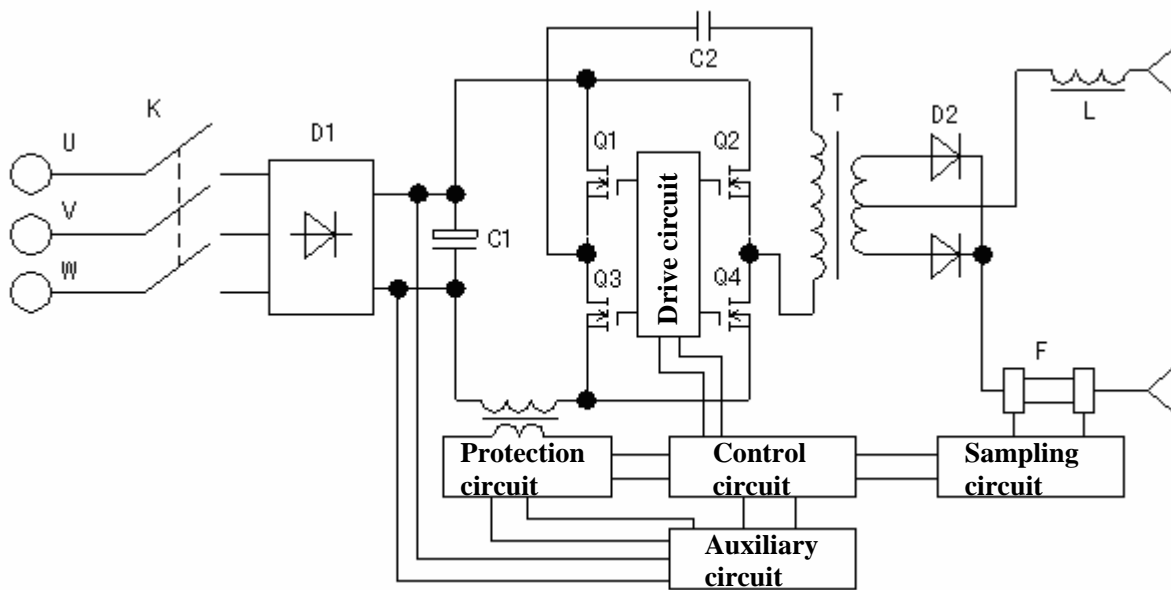 C2
K
U
D1
Q1
Q2
T
D2
L
V
C1
Drive circuit
W
Q3
Q4
F
Protection
circuit
Control
circuit
Sampling
circuit
Auxiliary
circuit